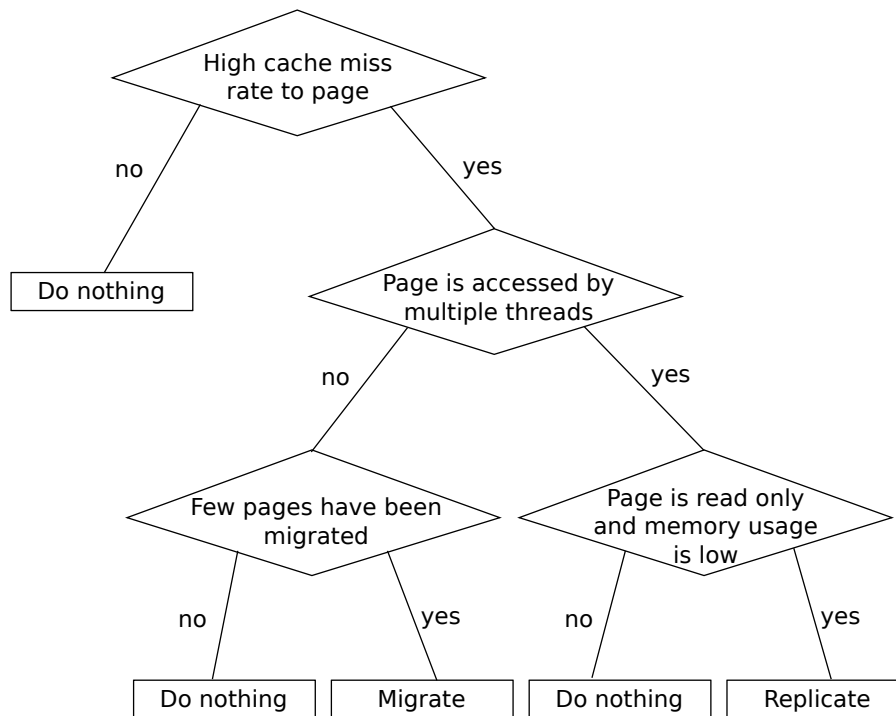 High cache miss
rate to page
no
yes
Do nothing
Page is accessed by
multiple threads
no
yes
Few pages have been
migrated
Page is read only
and memory usage
is low
no
yes
no
yes
Do nothing
Migrate
Do nothing
Replicate